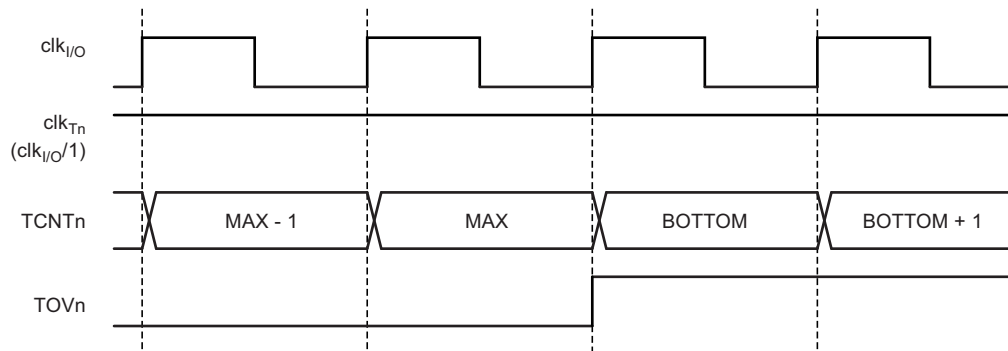 clkI/O
clkTn
(clkI/O/1)
TCNTn MAX - 1 MAX BOTTOM BOTTOM + 1
TOVn